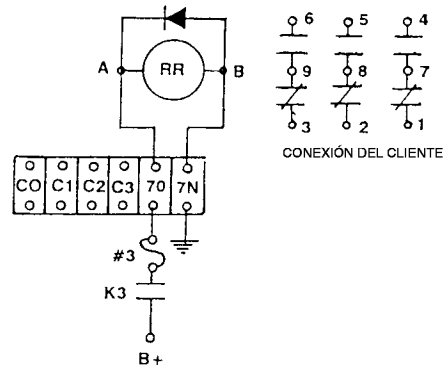 6 5 4
A RR B
9 8 7
3 2 1
CONEXIÓN DEL CLIENTE
CO C1 C2 C3 70 7N
#3
K3
B+